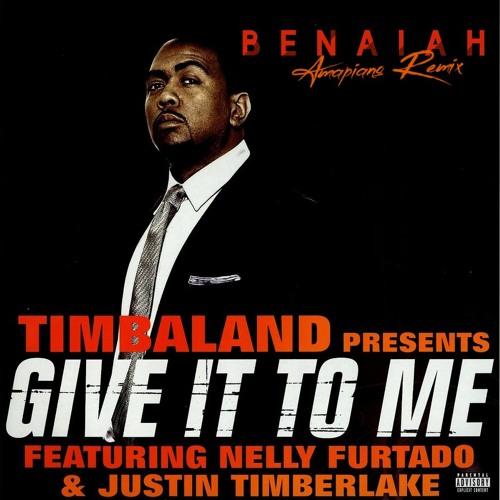 BENAIAH
Amapiano Remix
TIMBALAND PRESENTS
GIVE IT TO ME
FEATURING NELLY FURTADO
& JUSTIN TIMBERLAKE
PARENTAL
ADVISORY
EXPLICIT CONTENT